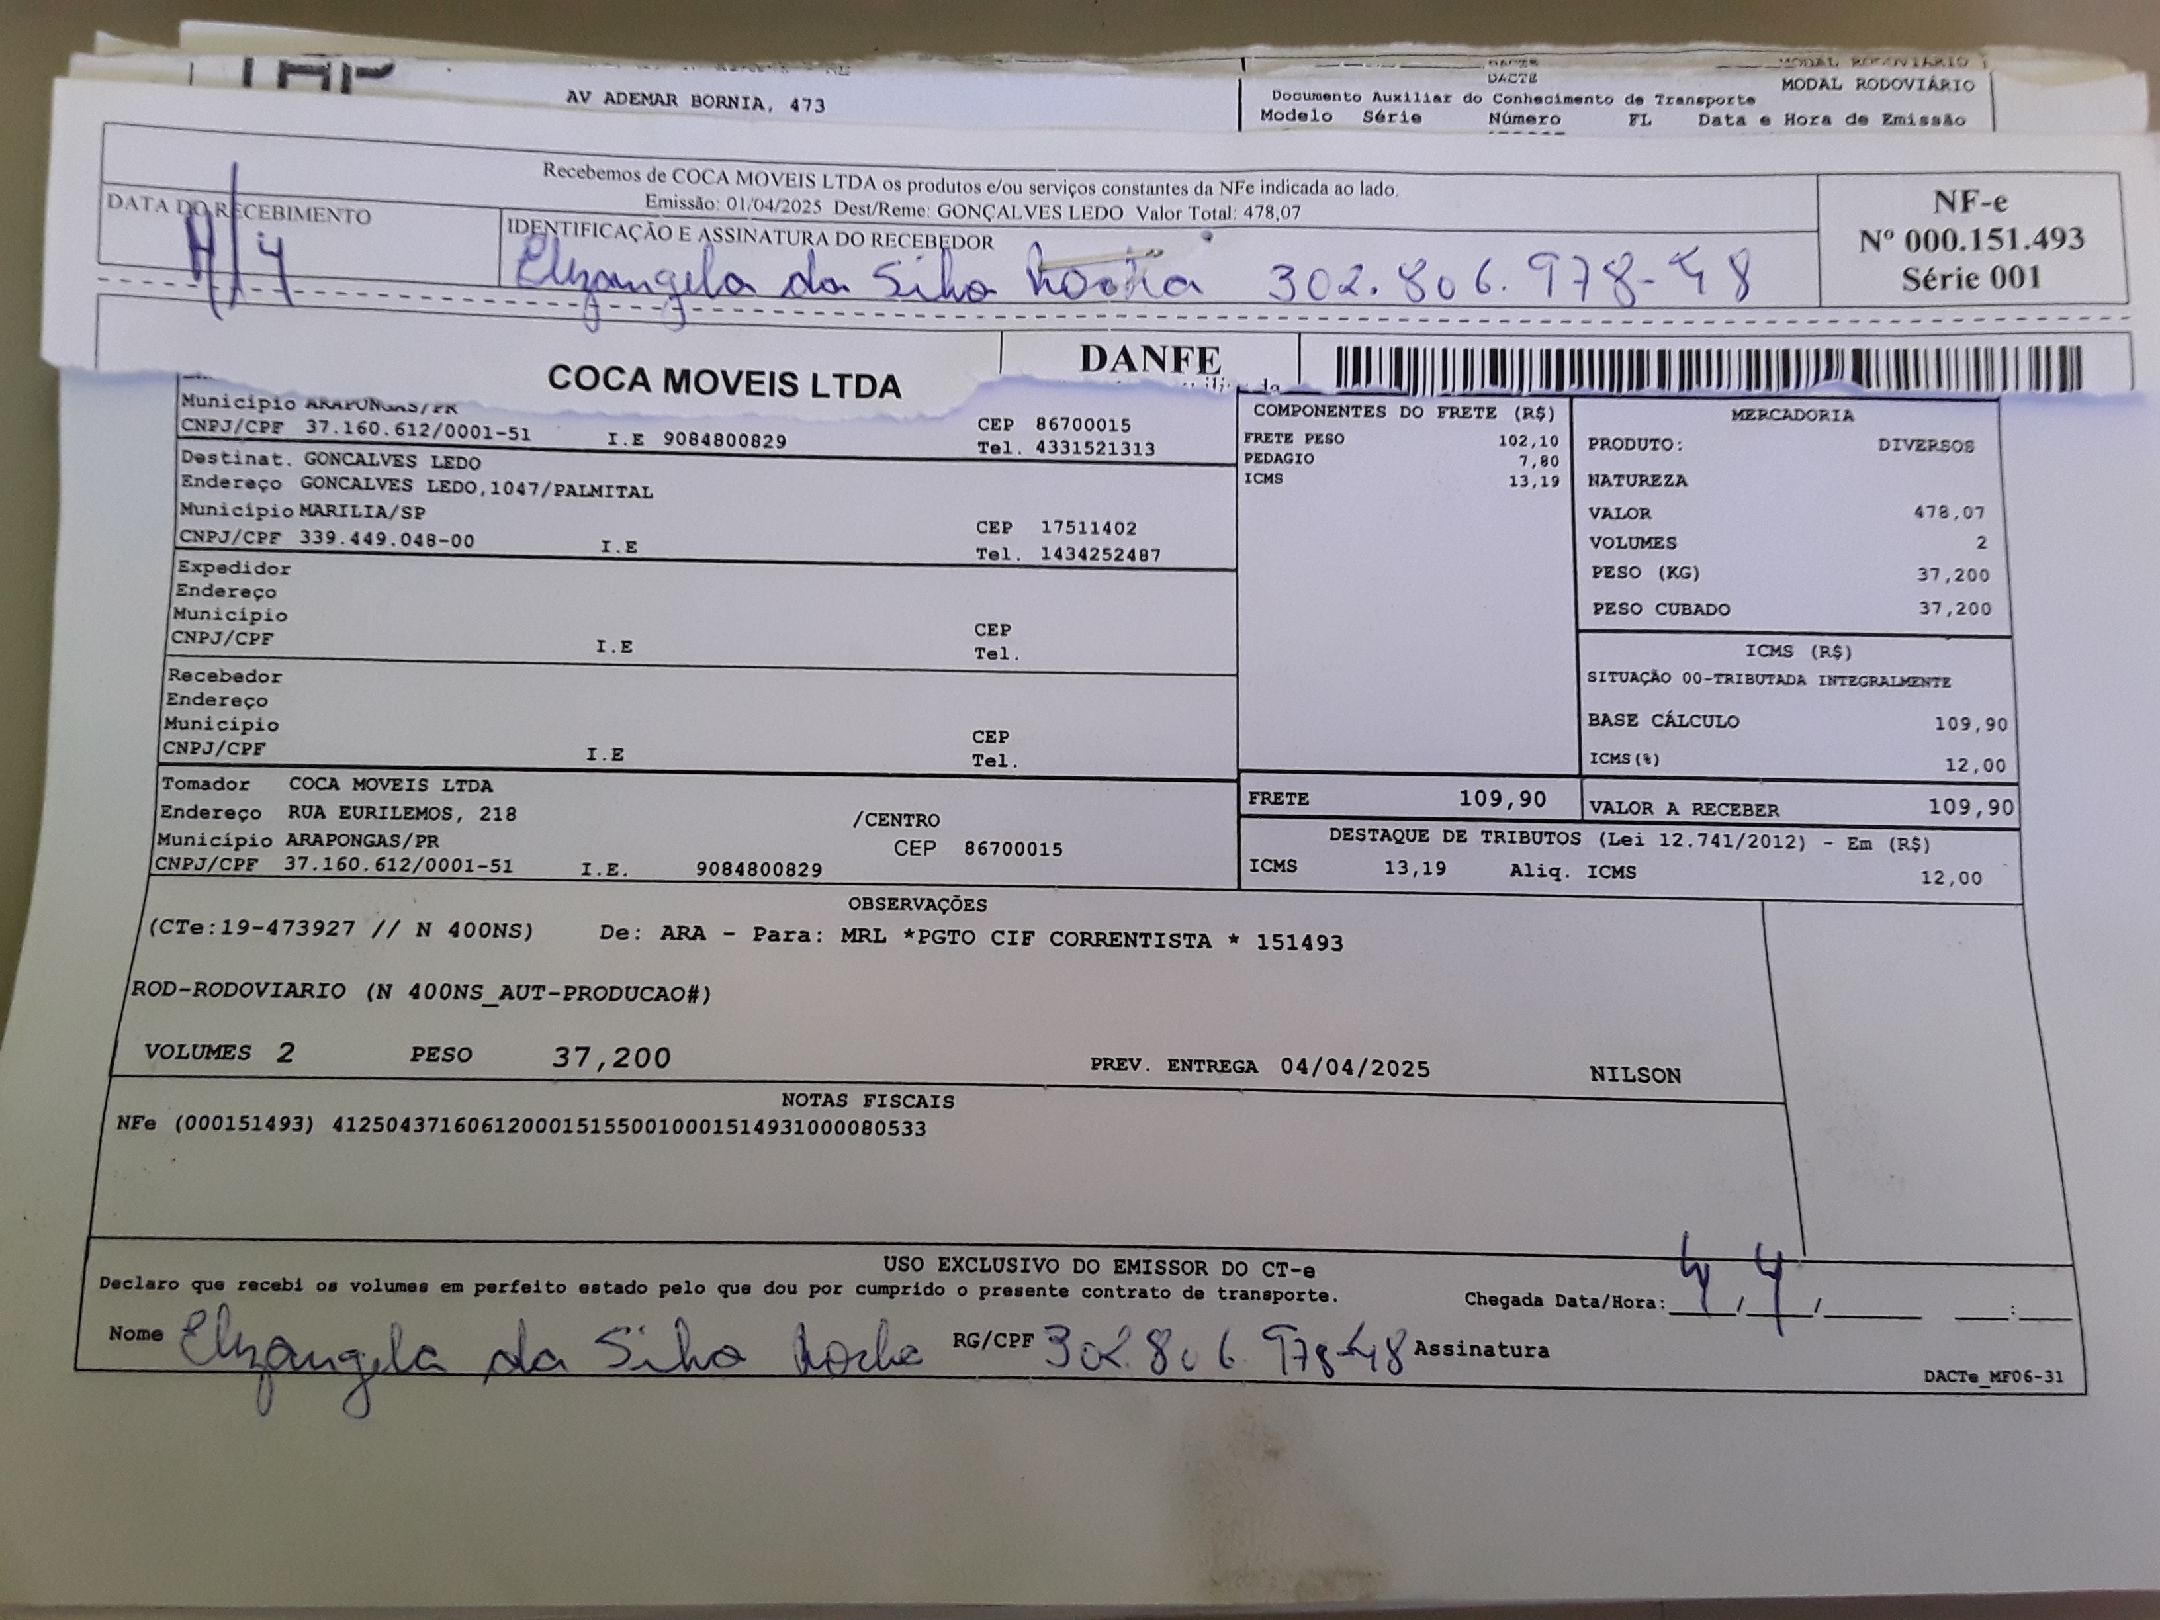 AV ADEMAR BORNIA, 473
DACTE
MODAL RODOVIÁRIO
Documento Auxiliar do Conhecimento de Transporte
Modelo Série Número FL Data e Hora de Emissão
Recebemos de COCA MOVEIS LTDA os produtos e/ou serviços constantes da NFe indicada ao lado.
Emissão: 01/04/2025 Dest/Reme: GONÇALVES LEDO Valor Total: 478,07
DATA DO RECEBIMENTO
IDENTIFICAÇÃO E ASSINATURA DO RECEBEDOR
Elizangela da Silva Rocha 302.806.978-48
NF-e
Nº 000.151.493
Série 001
COCA MOVEIS LTDA
DANFE
Município ARAPONGAS/PR
CEP 86700015
CNPJ/CPF 37.160.612/0001-51 I.E 9084800829 Tel. 4331521313
Destinat. GONCALVES LEDO
Endereço GONCALVES LEDO,1047/PALMITAL
Município MARILIA/SP CEP 17511402
CNPJ/CPF 339.449.048-00 I.E Tel. 1434252487
Expedidor
Endereço
Município CEP
CNPJ/CPF I.E Tel.
Recebedor
Endereço
Município CEP
CNPJ/CPF I.E Tel.
Tomador COCA MOVEIS LTDA
Endereço RUA EURILEMOS, 218 /CENTRO
Município ARAPONGAS/PR CEP 86700015
CNPJ/CPF 37.160.612/0001-51 I.E. 9084800829
COMPONENTES DO FRETE (R$)
FRETE PESO 102,10
PEDAGIO 7,80
ICMS 13,19
MERCADORIA
PRODUTO: DIVERSOS
NATUREZA
VALOR 478,07
VOLUMES 2
PESO (KG) 37,200
PESO CUBADO 37,200
ICMS (R$)
SITUAÇÃO 00-TRIBUTADA INTEGRALMENTE
BASE CÁLCULO 109,90
ICMS(%) 12,00
FRETE 109,90 VALOR A RECEBER 109,90
DESTAQUE DE TRIBUTOS (Lei 12.741/2012) - Em (R$)
ICMS 13,19 Aliq. ICMS 12,00
OBSERVAÇÕES
(CTe:19-473927 // N 400NS) De: ARA - Para: MRL *PGTO CIF CORRENTISTA * 151493
ROD-RODOVIARIO (N 400NS_AUT-PRODUCAO#)
VOLUMES 2 PESO 37,200 PREV. ENTREGA 04/04/2025 NILSON
NOTAS FISCAIS
NFe (000151493) 41250437160612000151550010001514931000080533
USO EXCLUSIVO DO EMISSOR DO CT-e
Declaro que recebi os volumes em perfeito estado pelo que dou por cumprido o presente contrato de transporte.
Chegada Data/Hora: 4 / 4 / :
Nome Elizangela da Silva Rocha RG/CPF 302.806.978-48 Assinatura
DACTe_MF06-31